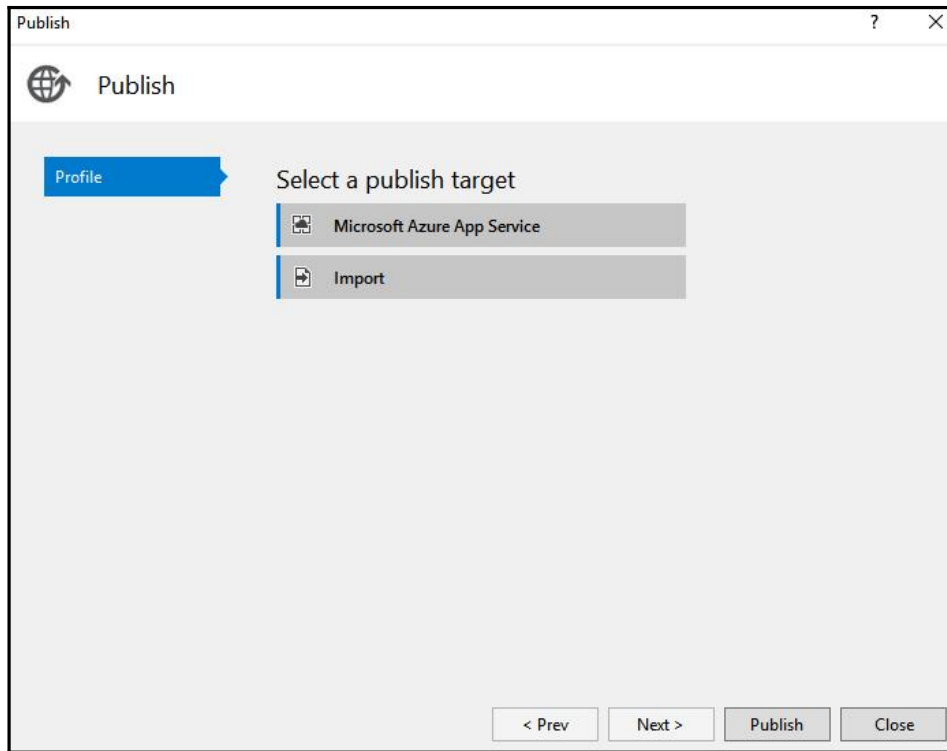 Publish
?
Publish
Profile
Select a publish target
Microsoft Azure App Service
Import
< Prev
Next >
Publish
Close